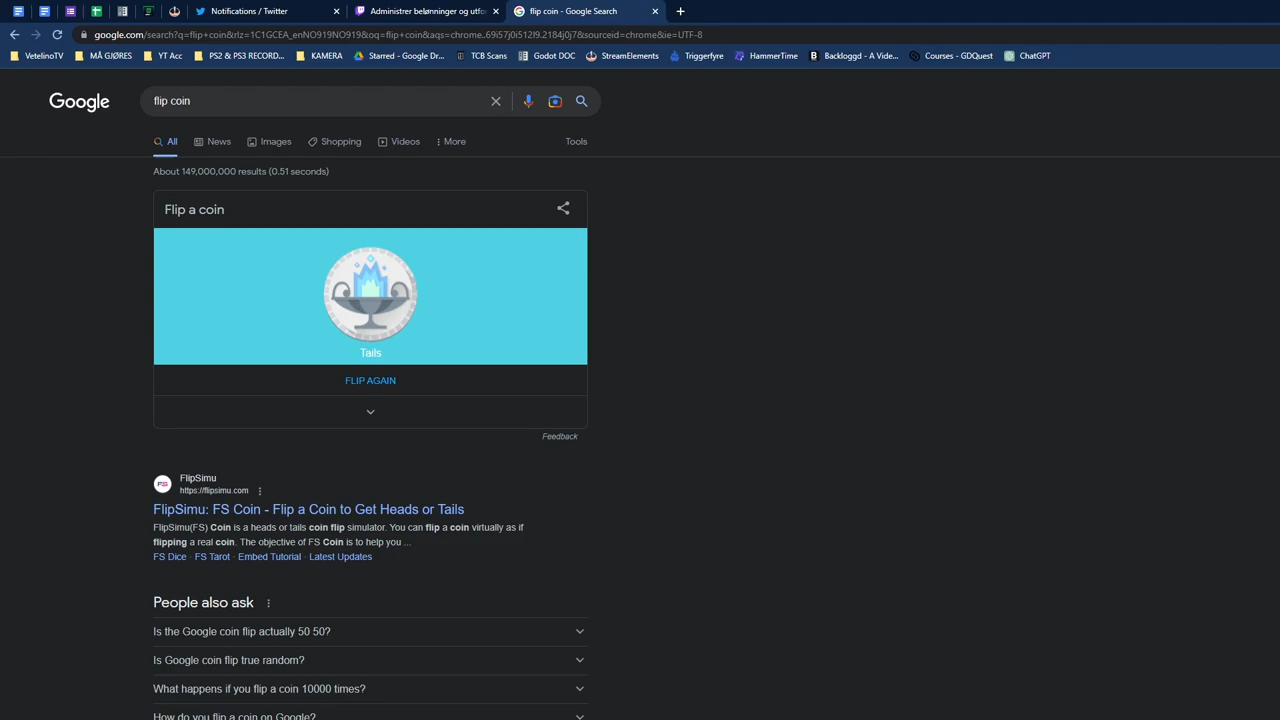 Notifications / Twitter
Administrer belønninger og utfo
flip coin - Google Search
google.com/search?q=flip+coin&rlz=1C1GCEA_enNO919NO919&oq=flip+coin&aqs=chrome..69i57j0i512l9.2184j0j7&sourceid=chrome&ie=UTF-8
VetelinoTV
MÅ GJØRES
YT Acc
PS2 & PS3 RECORD...
KAMERA
Starred - Google Dr...
TCB Scans
Godot DOC
StreamElements
Triggerfyre
HammerTime
Backloggd - A Vide...
Courses - GDQuest
ChatGPT
Google
flip coin
All
News
Images
Shopping
Videos
More
Tools
About 149,000,000 results (0.51 seconds)
Flip a coin
Tails
FLIP AGAIN
Feedback
FS
FlipSimu
https://flipsimu.com
FlipSimu: FS Coin - Flip a Coin to Get Heads or Tails
FlipSimu(FS) Coin is a heads or tails coin flip simulator. You can flip a coin virtually as if
flipping a real coin. The objective of FS Coin is to help you ...
FS Dice · FS Tarot · Embed Tutorial · Latest Updates
People also ask
Is the Google coin flip actually 50 50?
Is Google coin flip true random?
What happens if you flip a coin 10000 times?
How do you flip a coin on Google?